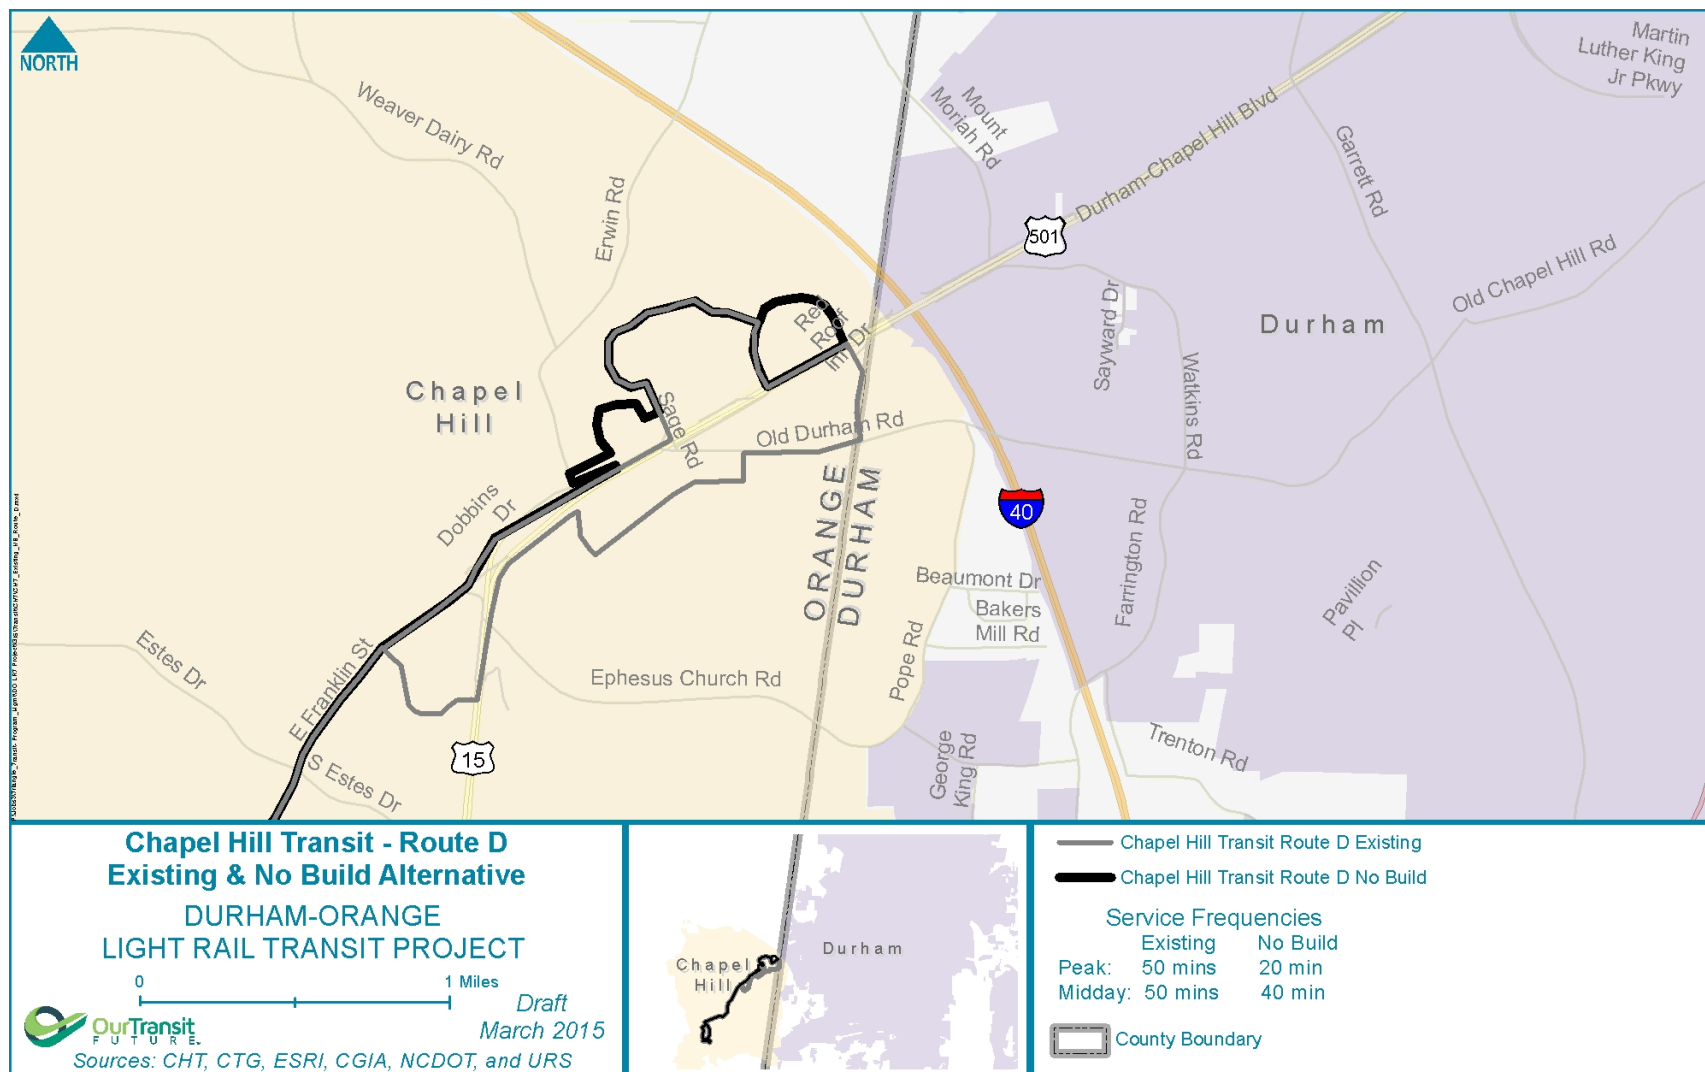 NORTH
Weaver Dairy Rd
Erwin Rd
Mount
Moriah Rd
Durham-Chapel Hill Blvd
Martin
Luther King
Jr Pkwy
Garrett Rd
501
Old Chapel Hill Rd
Sayward Dr
Durham
Watkins Rd
Red
Roof
Inn Dr
Chapel
Hill
Sage Rd
Old Durham Rd
Dobbins
Dr
ORANGE
DURHAM
40
Farrington Rd
Beaumont Dr
Bakers
Mill Rd
Pavillion
Pl
Pope Rd
Estes Dr
E Franklin St
Ephesus Church Rd
S Estes Dr
15
George
King Rd
Trenton Rd
Chapel Hill Transit - Route D
Existing & No Build Alternative
DURHAM-ORANGE
LIGHT RAIL TRANSIT PROJECT
0 1 Miles
Draft
March 2015
OurTransit
FUTURE
Sources: CHT, CTG, ESRI, CGIA, NCDOT, and URS
Chapel
Hill
Durham
Chapel Hill Transit Route D Existing
Chapel Hill Transit Route D No Build
Service Frequencies
Existing No Build
Peak: 50 mins 20 min
Midday: 50 mins 40 min
County Boundary